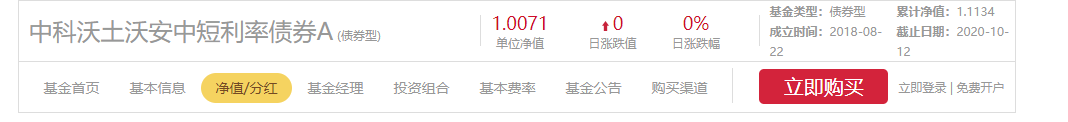 中科沃土沃安中短利率债券A (债券型)
1.0071
单位净值
0
日涨跌值
0%
日涨跌幅
基金类型：债券型
成立时间：2018-08-22
累计净值：1.1134
截止日期：2020-10-12
基金首页 基本信息 净值/分红 基金经理 投资组合 基本费率 基金公告 购买渠道 立即购买 立即登录 | 免费开户